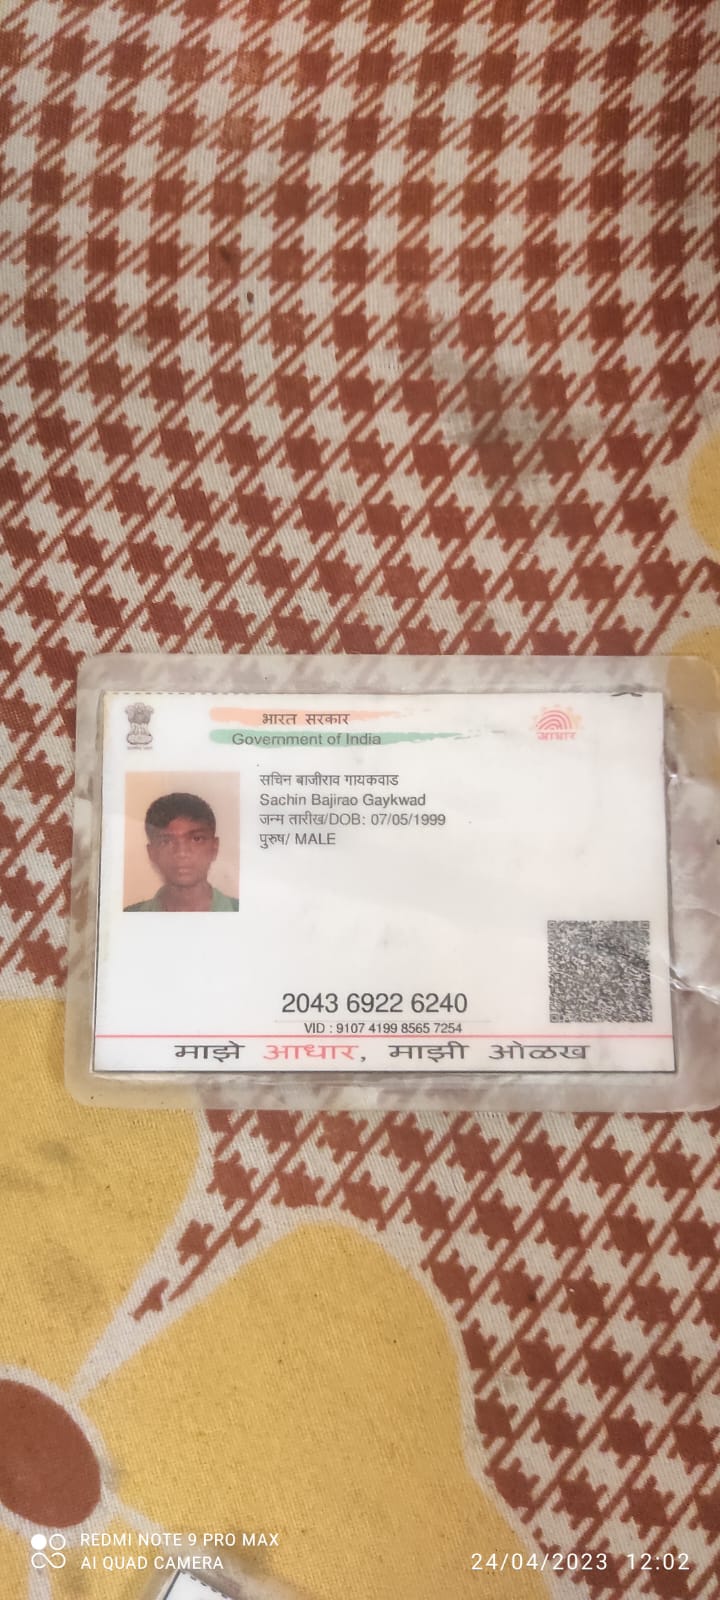 भारत सरकार
Government of India
आधार
सचिन बाजीराव गायकवाड
Sachin Bajirao Gaykwad
जन्म तारीख/DOB: 07/05/1999
पुरुष/ MALE
2043 6922 6240
VID : 9107 4199 8565 7254
माझे आधार, माझी ओळख
REDMI NOTE 9 PRO MAX
AI QUAD CAMERA
24/04/2023 12:02